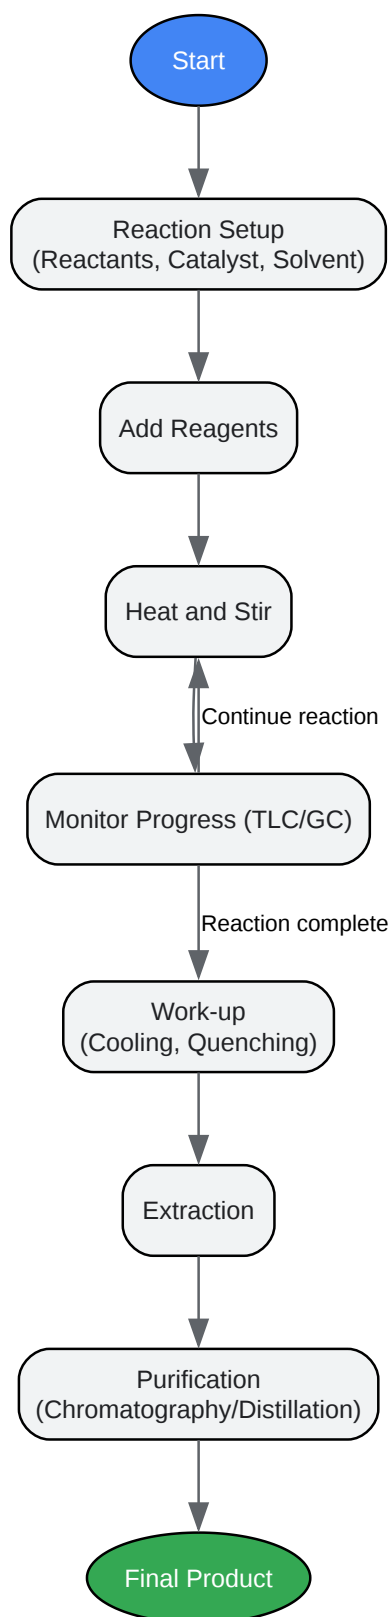 Start
Reaction Setup
(Reactants, Catalyst, Solvent)
Add Reagents
Heat and Stir
Continue reaction
Monitor Progress (TLC/GC)
Reaction complete
Work-up
(Cooling, Quenching)
Extraction
Purification
(Chromatography/Distillation)
Final Product